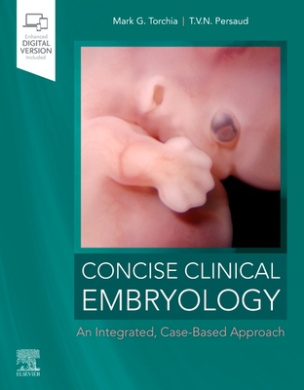 Mark G. Torchia | T.V.N. Persaud
Enhanced
DIGITAL
VERSION
Included
CONCISE CLINICAL
EMBRYOLOGY
An Integrated, Case-Based Approach
ELSEVIER